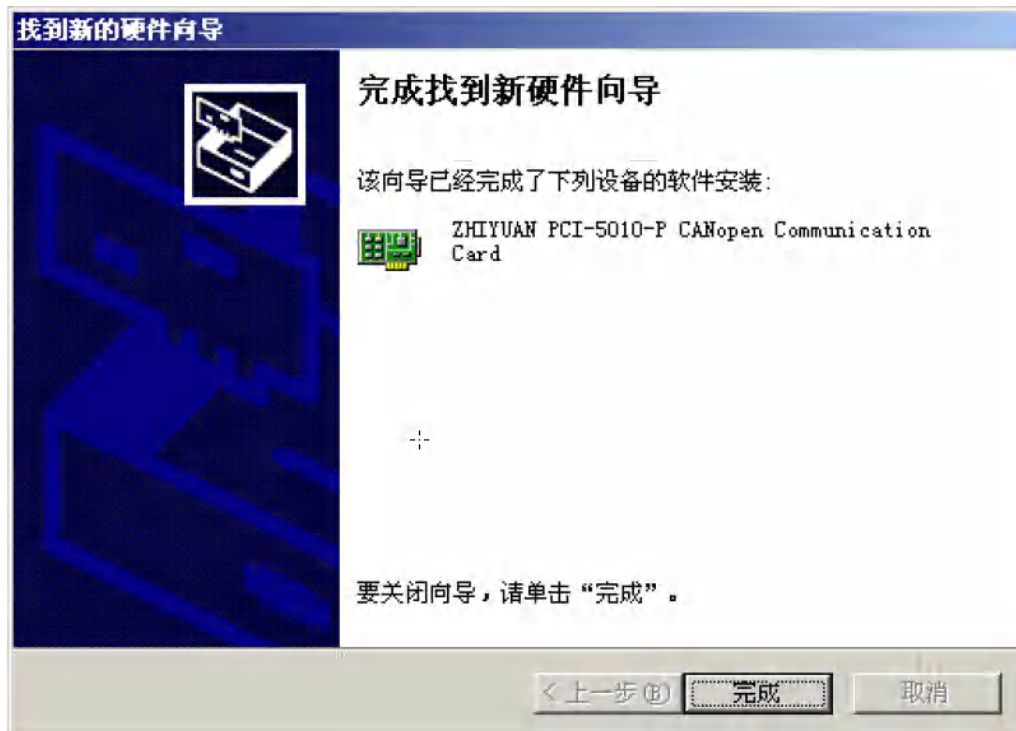 找到新的硬件向导
完成找到新硬件向导
该向导已经完成了下列设备的软件安装:
ZHIYUAN PCI-5010-P CANopen Communication
Card
要关闭向导，请单击“完成”。
< 上一步(B)
完成
取消